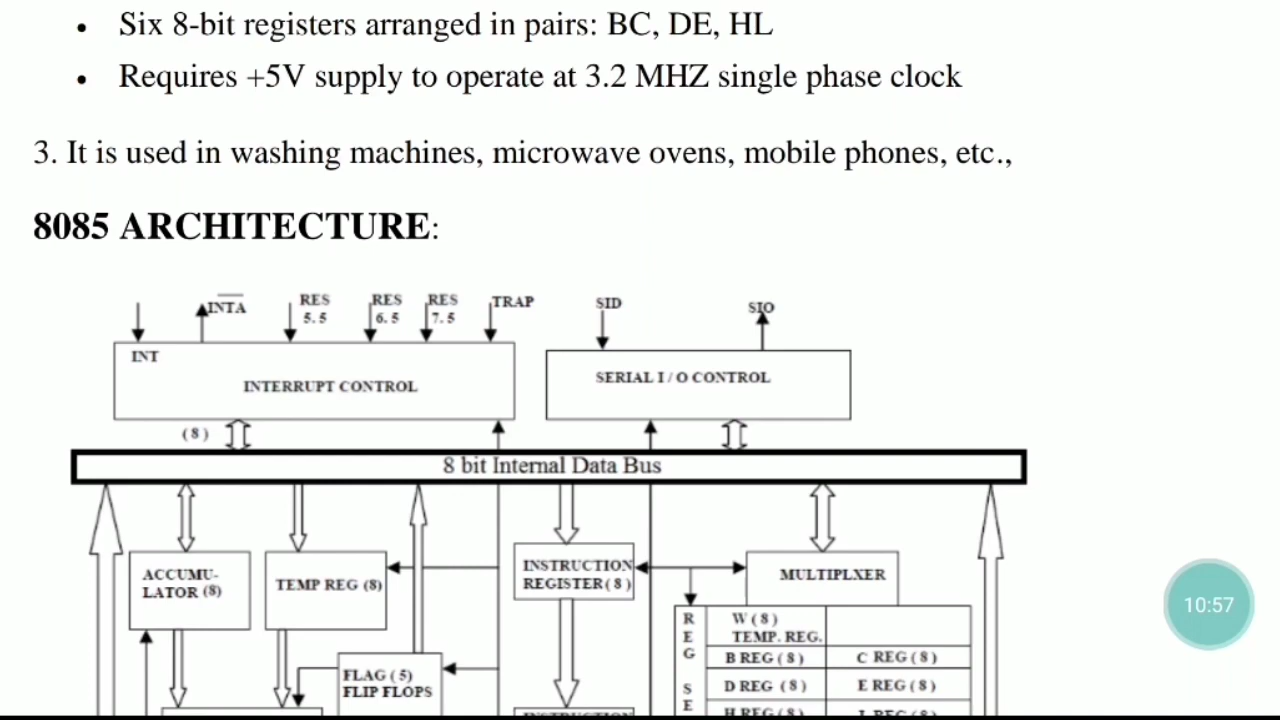 • Six 8-bit registers arranged in pairs: BC, DE, HL
• Requires +5V supply to operate at 3.2 MHZ single phase clock
3. It is used in washing machines, microwave ovens, mobile phones, etc.,
8085 ARCHITECTURE:
INTA
RES 5.5
RES 6.5
RES 7.5
TRAP
SID
SIO
INT
INTERRUPT CONTROL
SERIAL I / O CONTROL
(8)
8 bit Internal Data Bus
ACCUMU-
LATOR (8)
TEMP REG (8)
INSTRUCTION
REGISTER ( 8 )
MULTIPLXER
R
E
G
S
E
W ( 8 )
TEMP. REG.
B REG ( 8 )
C REG ( 8 )
D REG ( 8 )
E REG ( 8 )
H REG ( 8 )
FLAG ( 5)
FLIP FLOPS
10:57